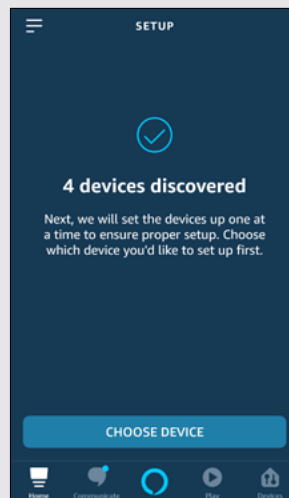 SETUP
4 devices discovered
Next, we will set the devices up one at
a time to ensure proper setup. Choose
which device you'd like to set up first.
CHOOSE DEVICE
Home Communicate Play Devices